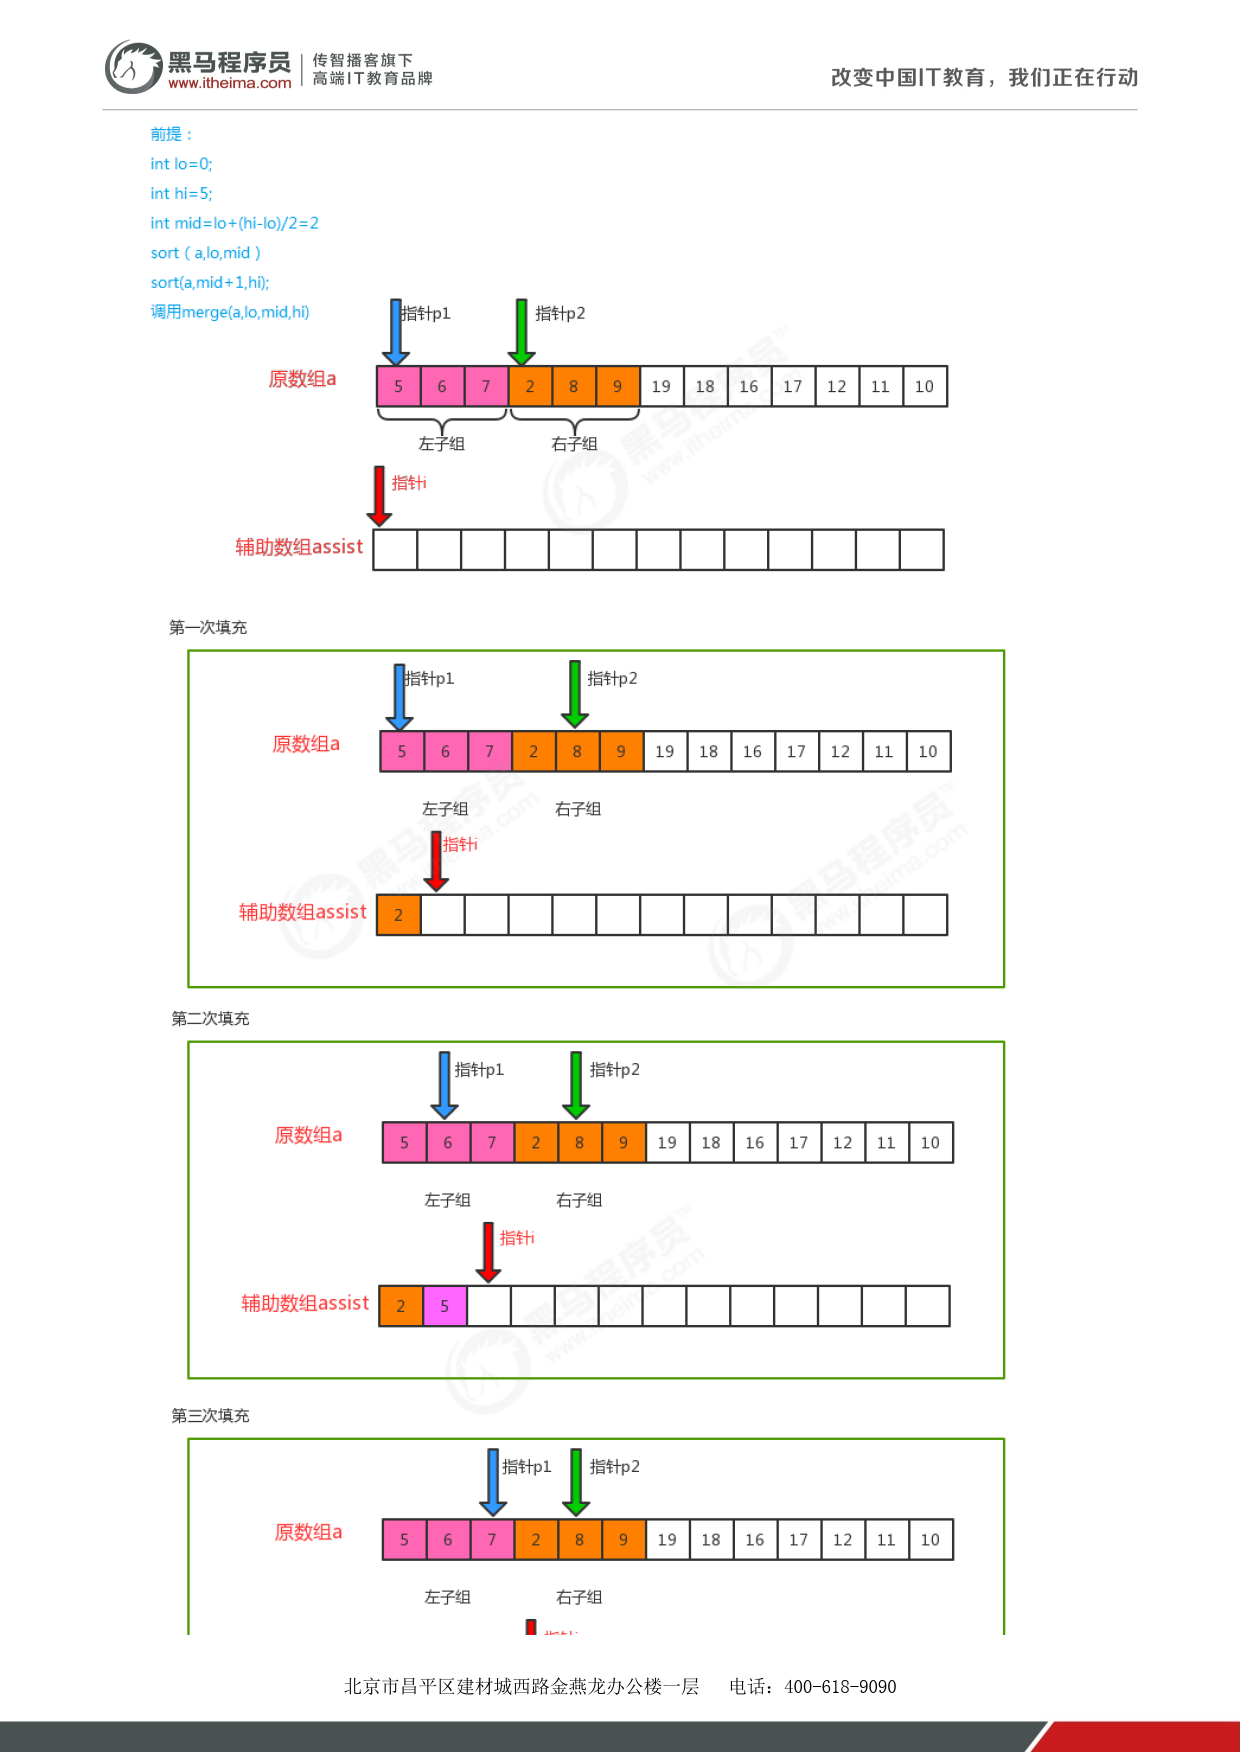 黑马程序员
www.itheima.com
传智播客旗下
高端IT教育品牌
改变中国IT教育，我们正在行动
前提：
int lo=0;
int hi=5;
int mid=lo+(hi-lo)/2=2
sort（a,lo,mid）
sort(a,mid+1,hi);
调用merge(a,lo,mid,hi)
指针p1
指针p2
原数组a
5 6 7 2 8 9 19 18 16 17 12 11 10
左子组
右子组
指针i
辅助数组assist
第一次填充
指针p1
指针p2
原数组a
5 6 7 2 8 9 19 18 16 17 12 11 10
左子组
右子组
指针i
辅助数组assist
2
第二次填充
指针p1
指针p2
原数组a
5 6 7 2 8 9 19 18 16 17 12 11 10
左子组
右子组
指针i
辅助数组assist
2 5
第三次填充
指针p1
指针p2
原数组a
5 6 7 2 8 9 19 18 16 17 12 11 10
左子组
右子组
北京市昌平区建材城西路金燕龙办公楼一层 电话：400-618-9090